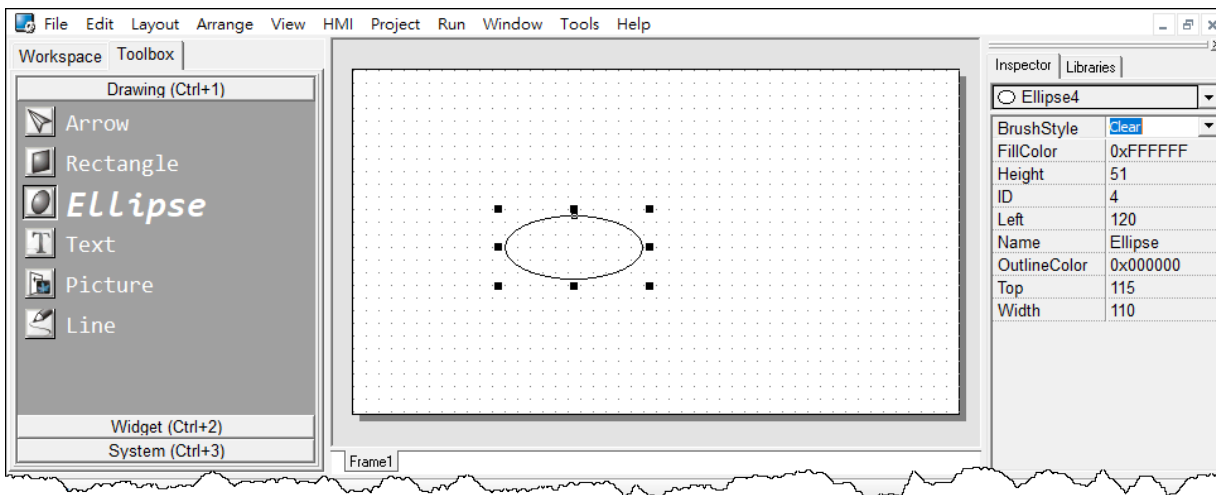 File Edit Layout Arrange View HMI Project Run Window Tools Help
Workspace Toolbox
Drawing (Ctrl+1)
Arrow
Rectangle
Ellipse
Text
Picture
Line
Widget (Ctrl+2)
System (Ctrl+3)
Frame1
Inspector Libraries
Ellipse4
BrushStyle Clear
FillColor 0xFFFFFF
Height 51
ID 4
Left 120
Name Ellipse
OutlineColor 0x000000
Top 115
Width 110